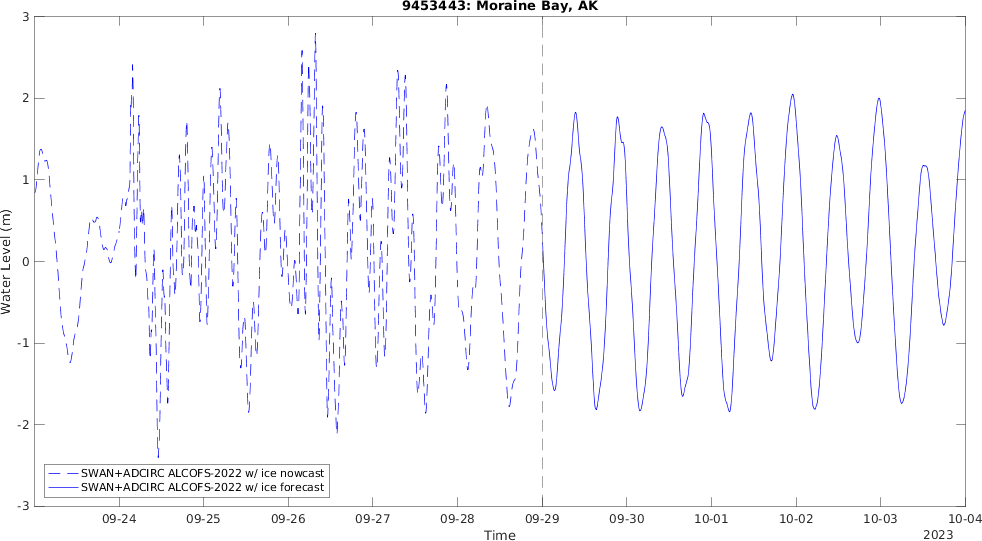 9453443: Moraine Bay, AK
3
2
1
0
-1
-2
-3
Water Level (m)
SWAN+ADCIRC ALCOFS-2022 w/ ice nowcast
SWAN+ADCIRC ALCOFS-2022 w/ ice forecast
09-24 09-25 09-26 09-27 09-28 09-29 09-30 10-01 10-02 10-03 10-04
Time
2023